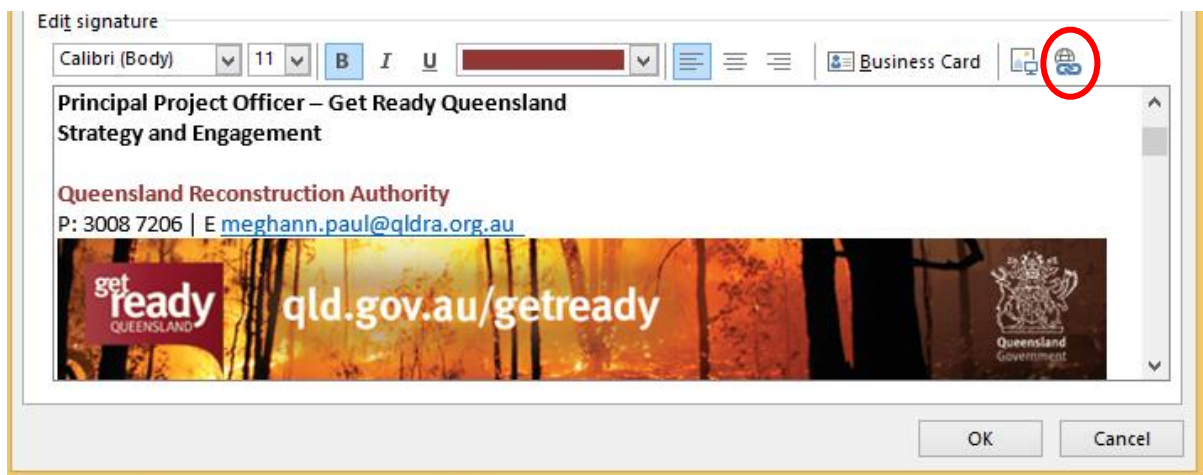 Edit signature
Calibri (Body) 11 B I U Business Card
Principal Project Officer – Get Ready Queensland
Strategy and Engagement
Queensland Reconstruction Authority
P: 3008 7206 | E meghann.paul@qldra.org.au
get
ready
QUEENSLAND
qld.gov.au/getready
Queensland
Government
OK Cancel